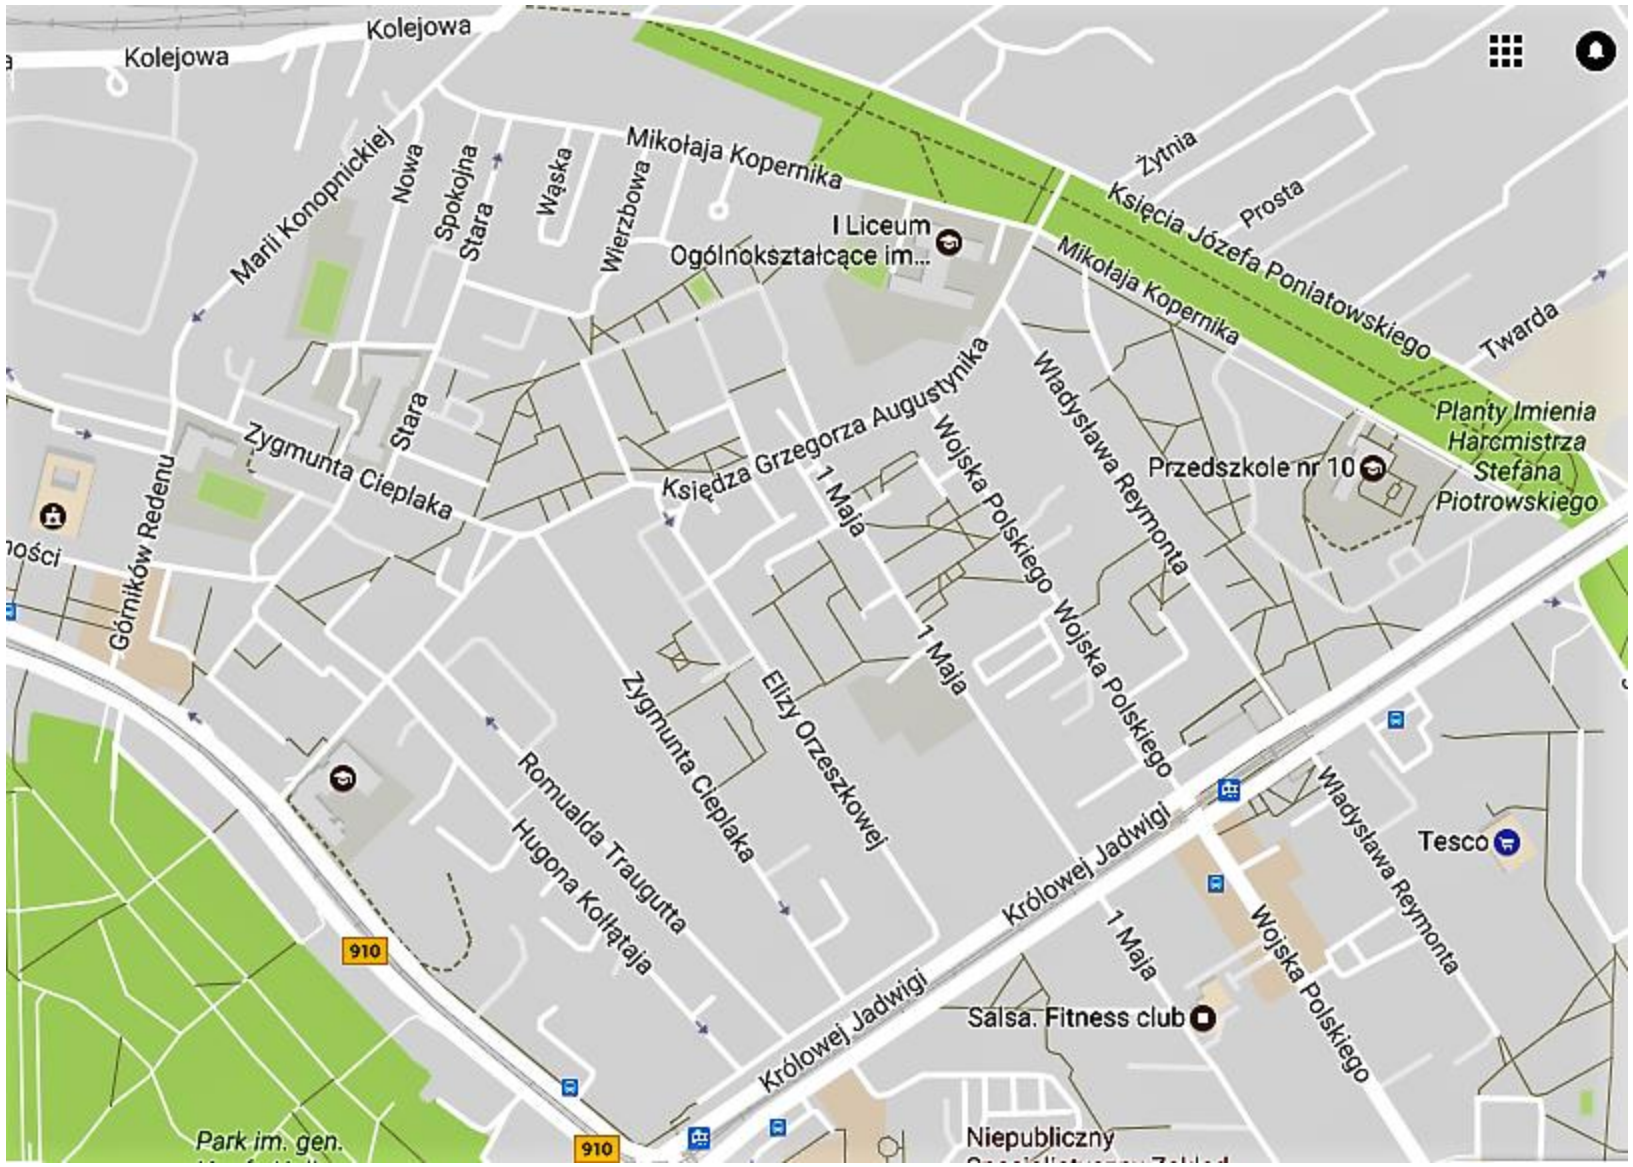 Kolejowa
Kolejowa
Marii Konopnickiej
Nowa
Spokojna
Stara
Wąska
Wierzbowa
Mikołaja Kopernika
I Liceum
Ogólnokształcące im...
Żytnia
Prosta
Księcia Józefa Poniatowskiego
Mikołaja Kopernika
Twarda
Planty Imienia
Harcmistrza
Stefana
Piotrowskiego
Przedszkole nr 10
Władysława Reymonta
Księdza Grzegorza Augustynika
Wojska Polskiego
1 Maja
Stara
Zygmunta Cieplaka
Górników Redenu
ności
1 Maja
Wojska Polskiego
Zygmunta Cieplaka
Elizy Orzeszkowej
Romualda Traugutta
Hugona Kołłątaja
Królowej Jadwigi
Władysława Reymonta
Tesco
1 Maja
Wojska Polskiego
910
Salsa. Fitness club
Królowej Jadwigi
910
Park im. gen.
Niepubliczny